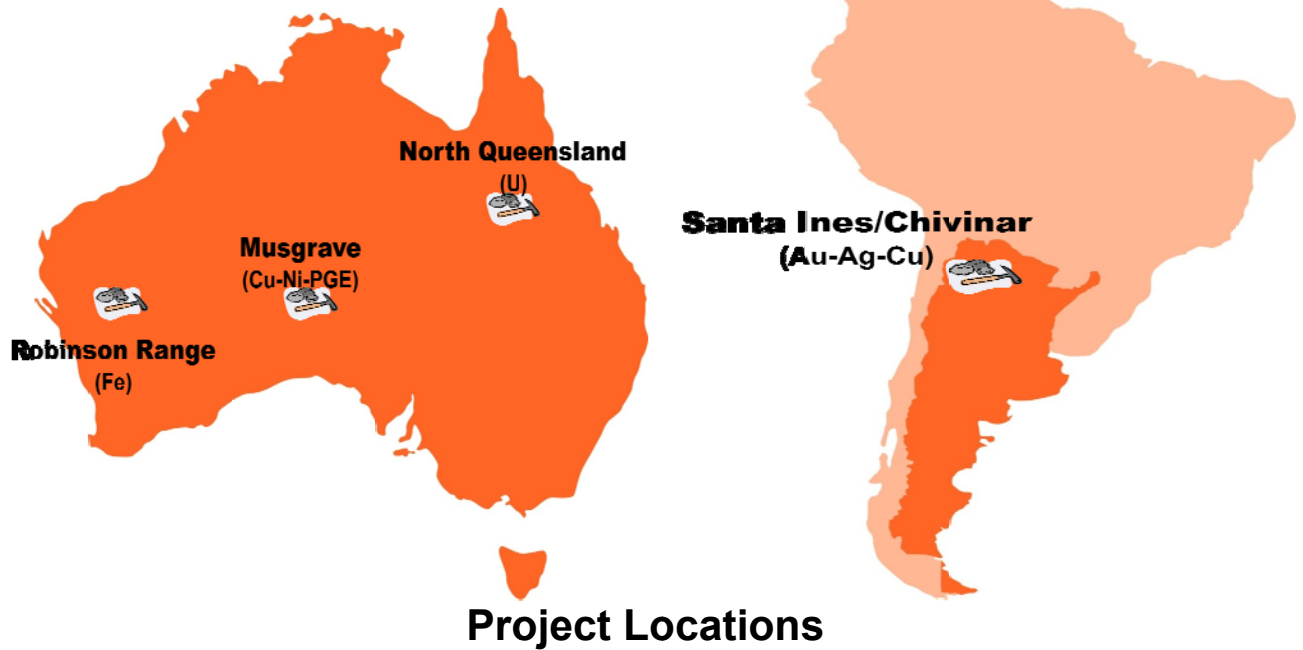 North Queensland
(U)
Musgrave
(Cu-Ni-PGE)
Robinson Range
(Fe)
Santa Ines/Chivinar
(Au-Ag-Cu)
Project Locations